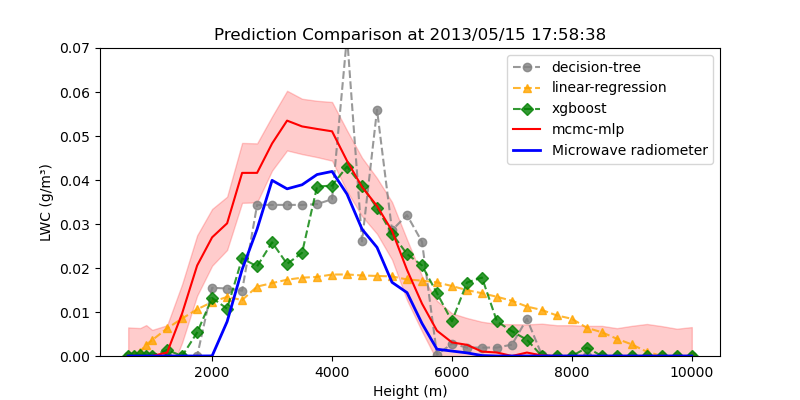 Prediction Comparison at 2013/05/15 17:58:38
0.07
0.06
0.05
0.04
0.03
0.02
0.01
0.00
LWC (g/m³)
decision-tree
linear-regression
xgboost
mcmc-mlp
Microwave radiometer
2000
4000
6000
8000
10000
Height (m)